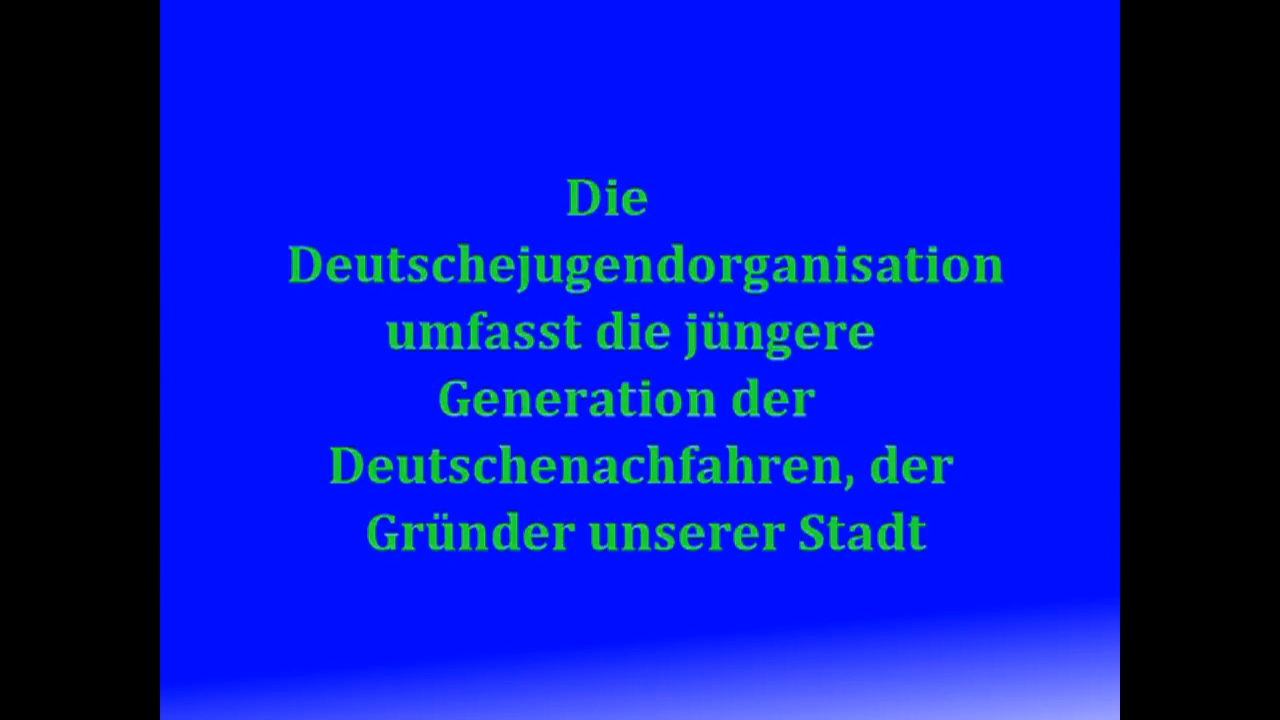 Die
Deutschejugendorganisation
umfasst die jüngere
Generation der
Deutschenachfahren, der
Gründer unserer Stadt